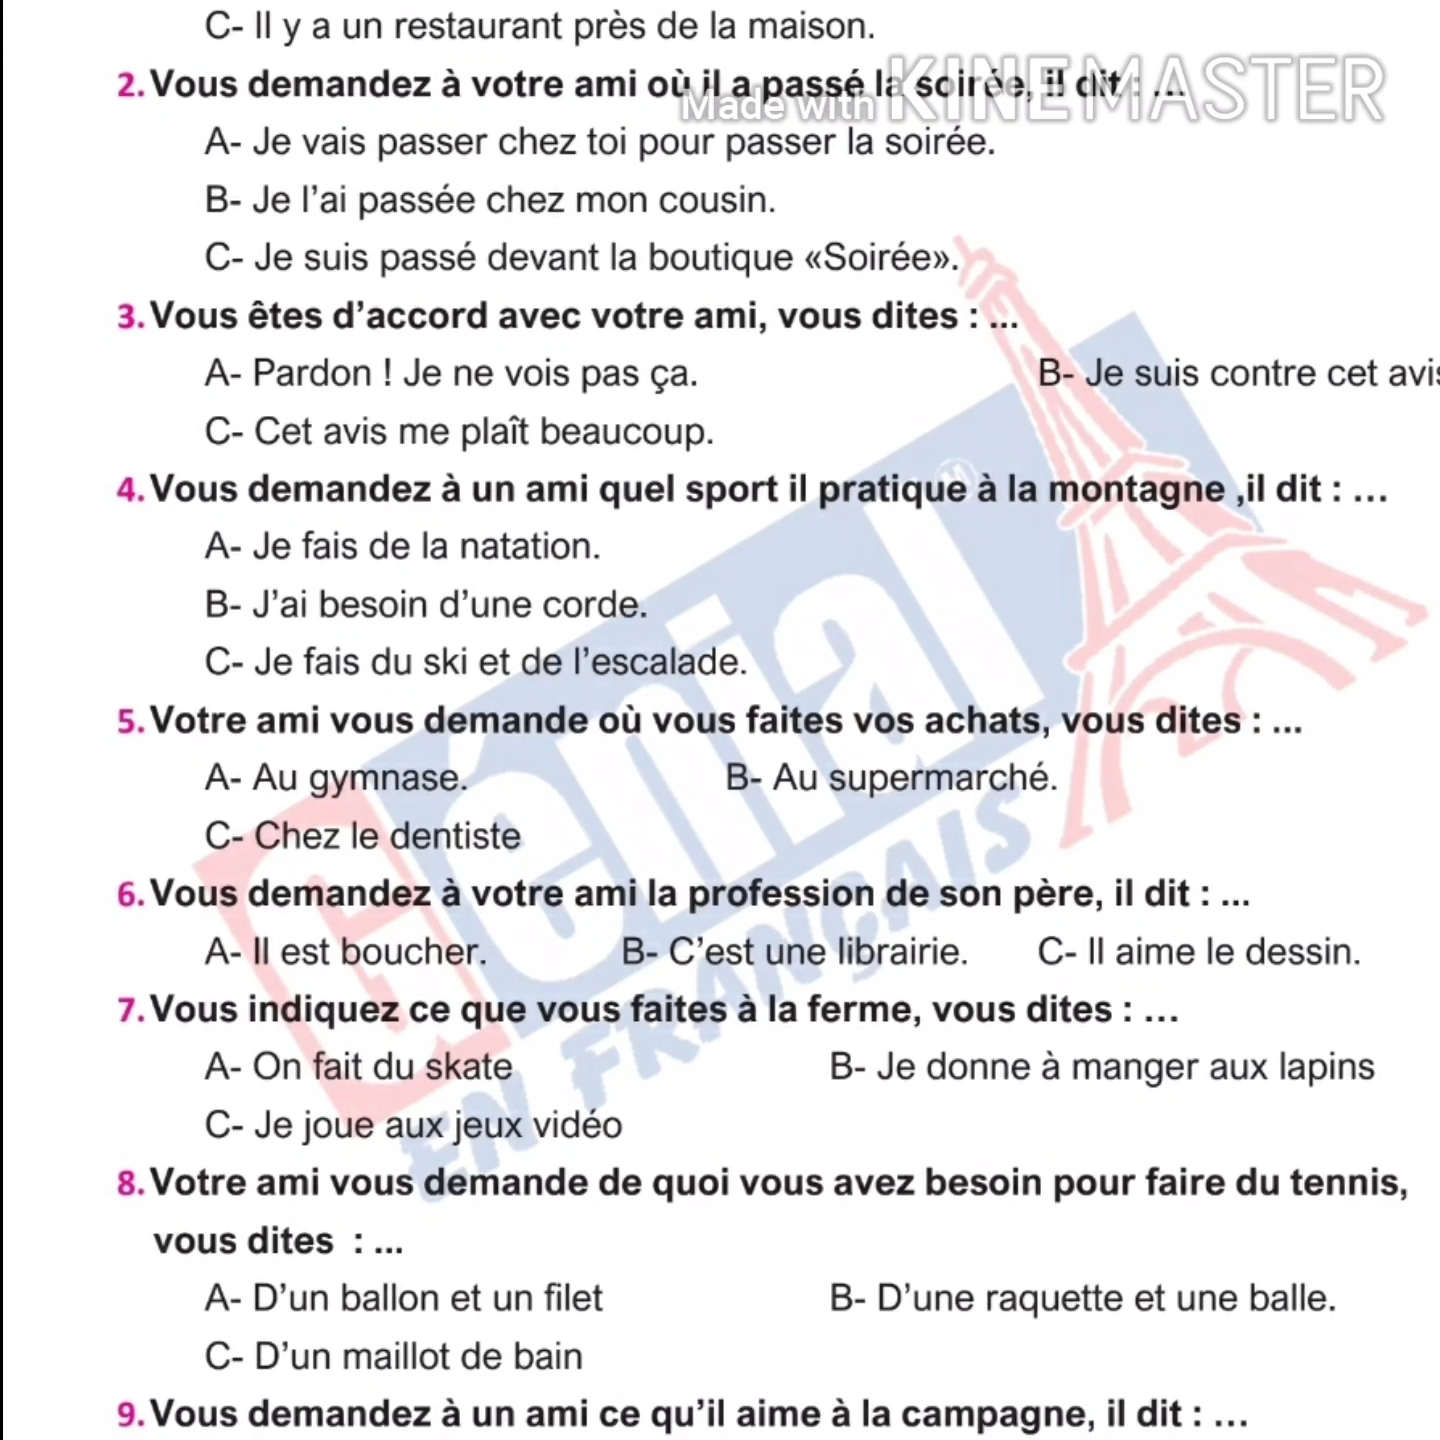 C- Il y a un restaurant près de la maison.
2. Vous demandez à votre ami où il a passé la soirée, il dit : ...
Made with KINEMASTER
A- Je vais passer chez toi pour passer la soirée.
B- Je l’ai passée chez mon cousin.
C- Je suis passé devant la boutique «Soirée».
3. Vous êtes d’accord avec votre ami, vous dites : ...
A- Pardon ! Je ne vois pas ça. B- Je suis contre cet avis
C- Cet avis me plaît beaucoup.
4. Vous demandez à un ami quel sport il pratique à la montagne ,il dit : ...
A- Je fais de la natation.
B- J’ai besoin d’une corde.
C- Je fais du ski et de l’escalade.
5. Votre ami vous demande où vous faites vos achats, vous dites : ...
A- Au gymnase. B- Au supermarché.
C- Chez le dentiste
6. Vous demandez à votre ami la profession de son père, il dit : ...
A- Il est boucher. B- C’est une librairie. C- Il aime le dessin.
7. Vous indiquez ce que vous faites à la ferme, vous dites : ...
A- On fait du skate B- Je donne à manger aux lapins
C- Je joue aux jeux vidéo
8. Votre ami vous demande de quoi vous avez besoin pour faire du tennis,
vous dites : ...
A- D’un ballon et un filet B- D’une raquette et une balle.
C- D’un maillot de bain
9. Vous demandez à un ami ce qu’il aime à la campagne, il dit : ...
Génial
EN FRANÇAIS